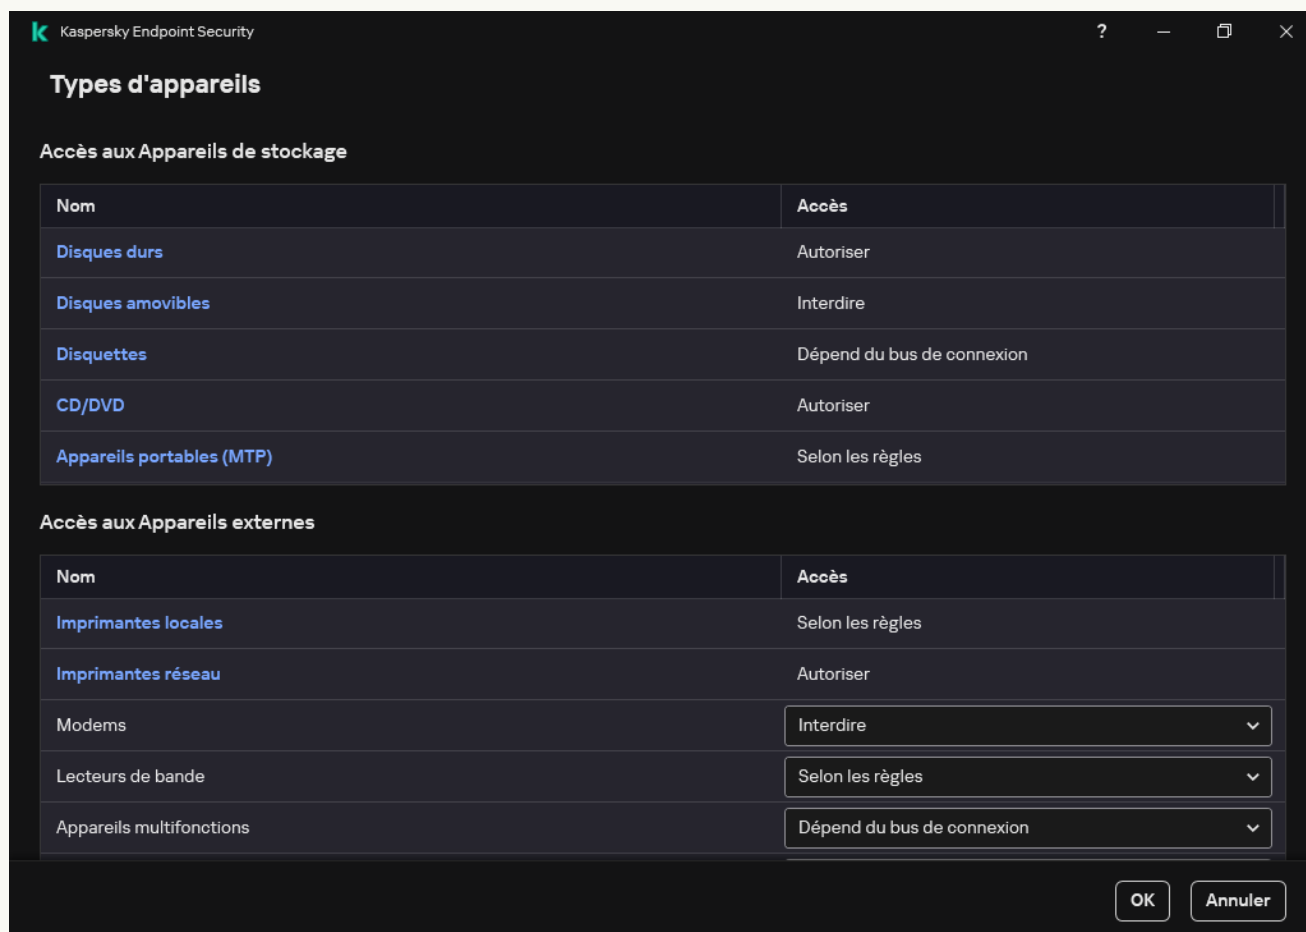 Kaspersky Endpoint Security ?
Types d'appareils
Accès aux Appareils de stockage
Nom Accès
Disques durs Autoriser
Disques amovibles Interdire
Disquettes Dépend du bus de connexion
CD/DVD Autoriser
Appareils portables (MTP) Selon les règles
Accès aux Appareils externes
Nom Accès
Imprimantes locales Selon les règles
Imprimantes réseau Autoriser
Modems Interdire
Lecteurs de bande Selon les règles
Appareils multifonctions Dépend du bus de connexion
OK Annuler